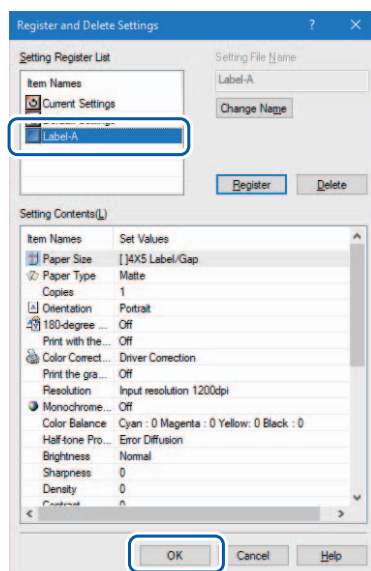 Register and Delete Settings ? ×
Setting Register List
Setting File Name
Item Names
Label-A
Current Settings
Change Name
Label-A
Register
Delete
Setting Contents(L)
Item Names Set Values
Paper Size [ ]4X5 Label/Gap
Paper Type Matte
Copies 1
Orientation Portrait
180-degree ... Off
Print with the... Off
Color Correct... Driver Correction
Print the gra... Off
Resolution Input resolution 1200dpi
Monochrome... Off
Color Balance Cyan : 0 Magenta : 0 Yellow: 0 Black : 0
Half-tone Pro... Error Diffusion
Brightness Normal
Sharpness 0
Density 0
Contrast 0
OK
Cancel
Help